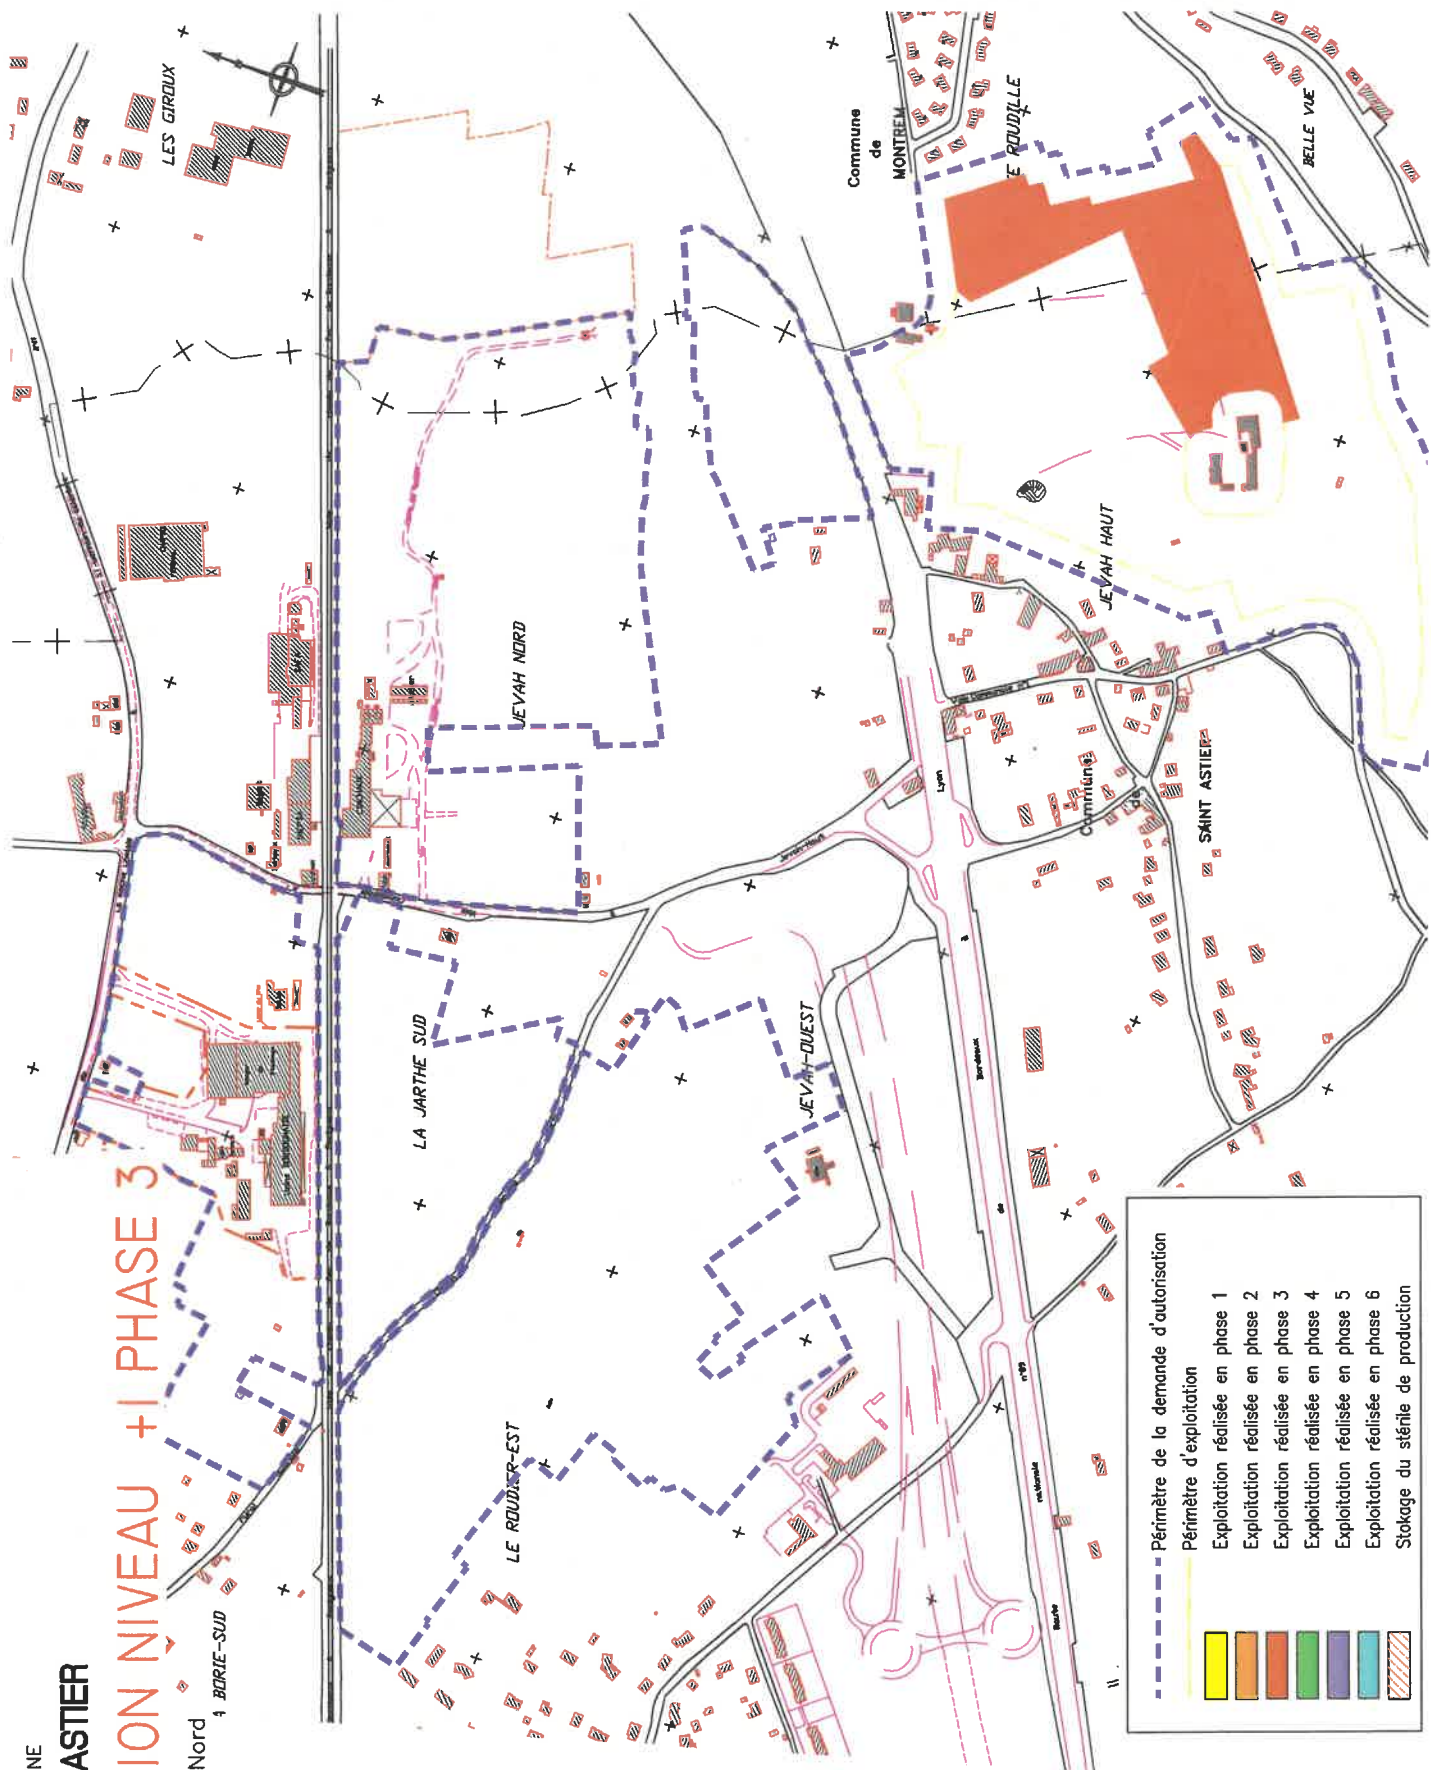 NE
ASTIER
ION NIVEAU +1 PHASE 3
Nord
A BORIE-SUD
LES GIROUX
JEVAH NORD
LA JARTHE SUD
LE ROUDIER-EST
JEVAH-OUEST
Jevah-Haut
Commune
de
MONTREM
E ROUDILLE
BELLE VUE
JEVAH HAUT
Commune
de
SAINT ASTIER
Route
nationale
n°89
de
Bordeaux
à
Lyon
Périmètre de la demande d'autorisation
Périmètre d'exploitation
Exploitation réalisée en phase 1
Exploitation réalisée en phase 2
Exploitation réalisée en phase 3
Exploitation réalisée en phase 4
Exploitation réalisée en phase 5
Exploitation réalisée en phase 6
Stokage du stérile de production